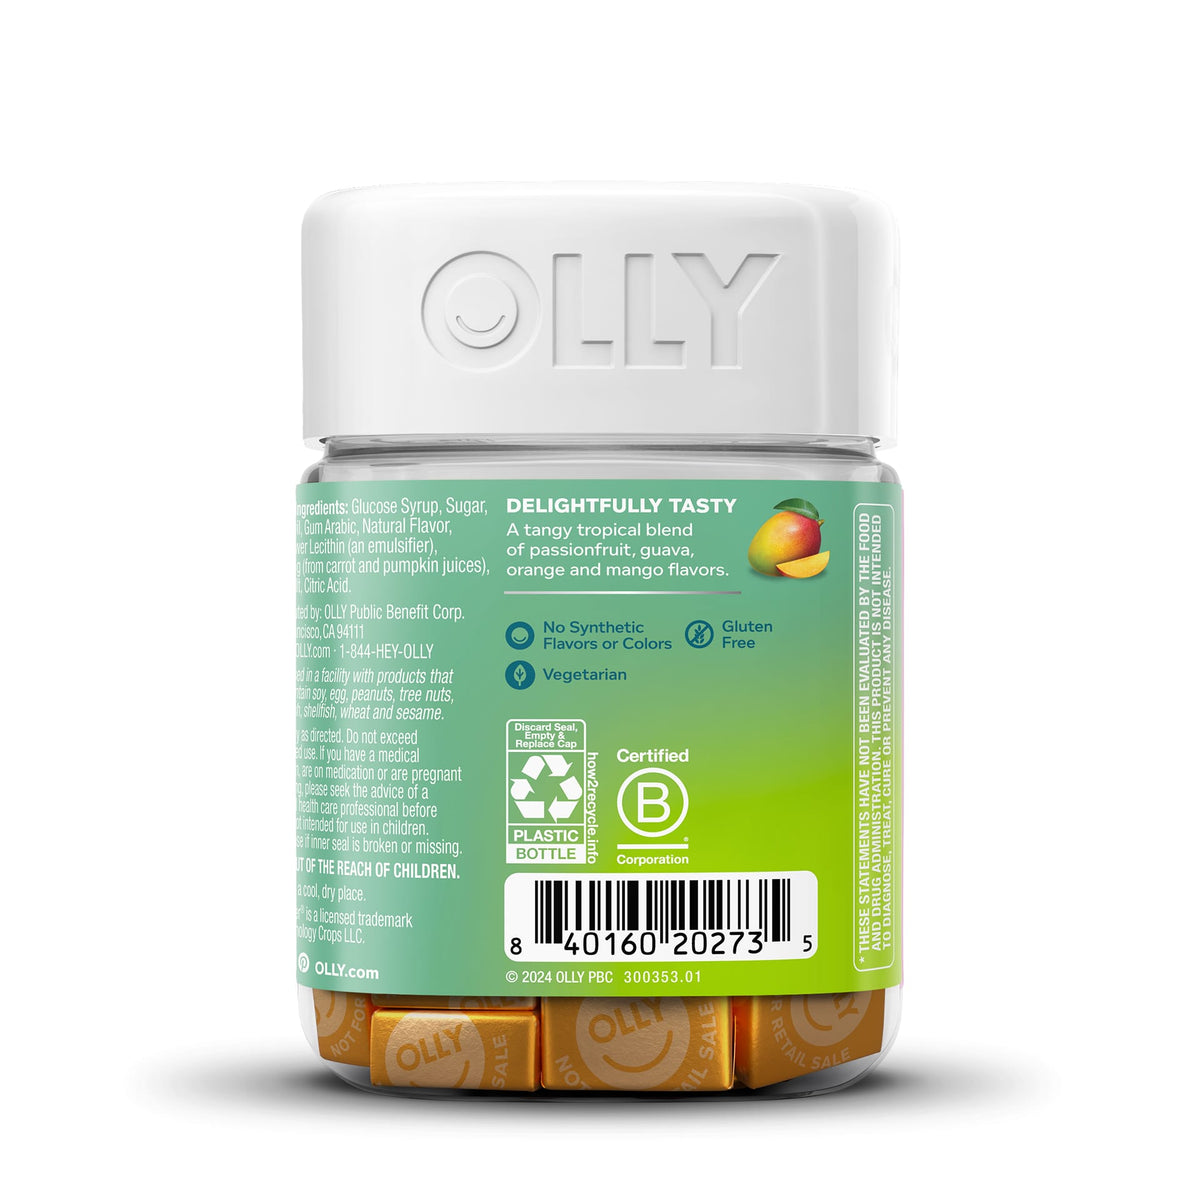 OLLY
Ingredients: Glucose Syrup, Sugar,
Gum Arabic, Natural Flavor,
Lecithin (an emulsifier),
(from carrot and pumpkin juices),
Citric Acid.
by: OLLY Public Benefit Corp.
CA 94111
OLLY.com · 1-844-HEY-OLLY
in a facility with products that
soy, egg, peanuts, tree nuts,
shellfish, wheat and sesame.
as directed. Do not exceed
use. If you have a medical
are on medication or are pregnant
please seek the advice of a
health care professional before
intended for use in children.
if inner seal is broken or missing.
OUT OF THE REACH OF CHILDREN.
a cool, dry place.
is a licensed trademark
Crops LLC.
OLLY.com
DELIGHTFULLY TASTY
A tangy tropical blend
of passionfruit, guava,
orange and mango flavors.
No Synthetic
Flavors or Colors
Gluten
Free
Vegetarian
Discard Seal,
Empty &
Replace Cap
PLASTIC
BOTTLE
how2recycle.info
Certified
B
®
Corporation
8 40160 20273 5
© 2024 OLLY PBC 300353.01
* THESE STATEMENTS HAVE NOT BEEN EVALUATED BY THE FOOD
AND DRUG ADMINISTRATION. THIS PRODUCT IS NOT INTENDED
TO DIAGNOSE, TREAT, CURE OR PREVENT ANY DISEASE.
NOT FOR
OLLY
SALE
OLLY
NOT
SALE
RETAIL SALE